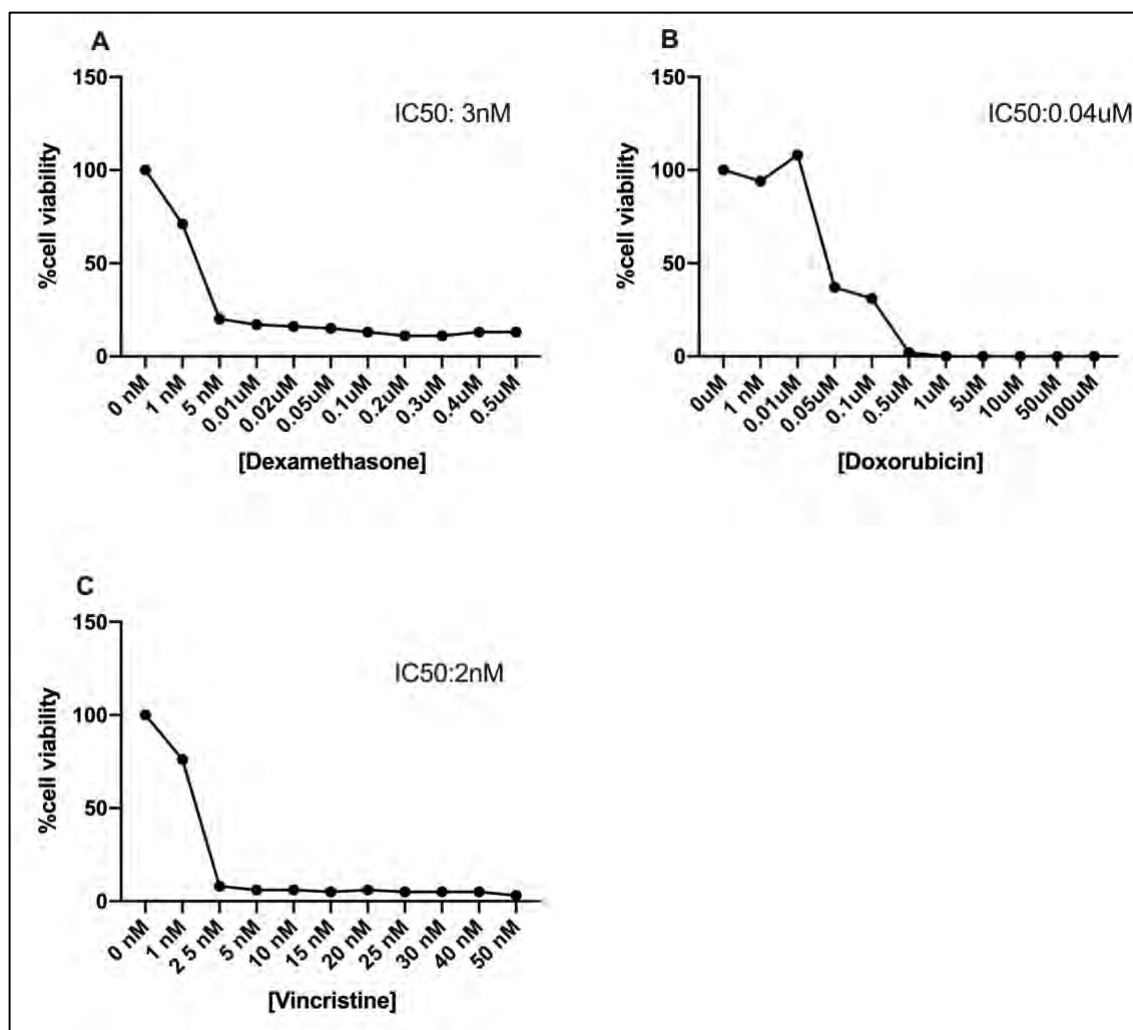 A
150
100
50
0
%cell viability
IC50: 3nM
0 nM
1 nM
5 nM
0.01uM
0.02uM
0.05uM
0.1uM
0.2uM
0.3uM
0.4uM
0.5uM
[Dexamethasone]
B
150
100
50
0
%cell viability
IC50:0.04uM
0uM
1 nM
0.01uM
0.05uM
0.1uM
0.5uM
1uM
5uM
10uM
50uM
100uM
[Doxorubicin]
C
150
100
50
0
%cell viability
IC50:2nM
0 nM
1 nM
2 5 nM
5 nM
10 nM
15 nM
20 nM
25 nM
30 nM
40 nM
50 nM
[Vincristine]